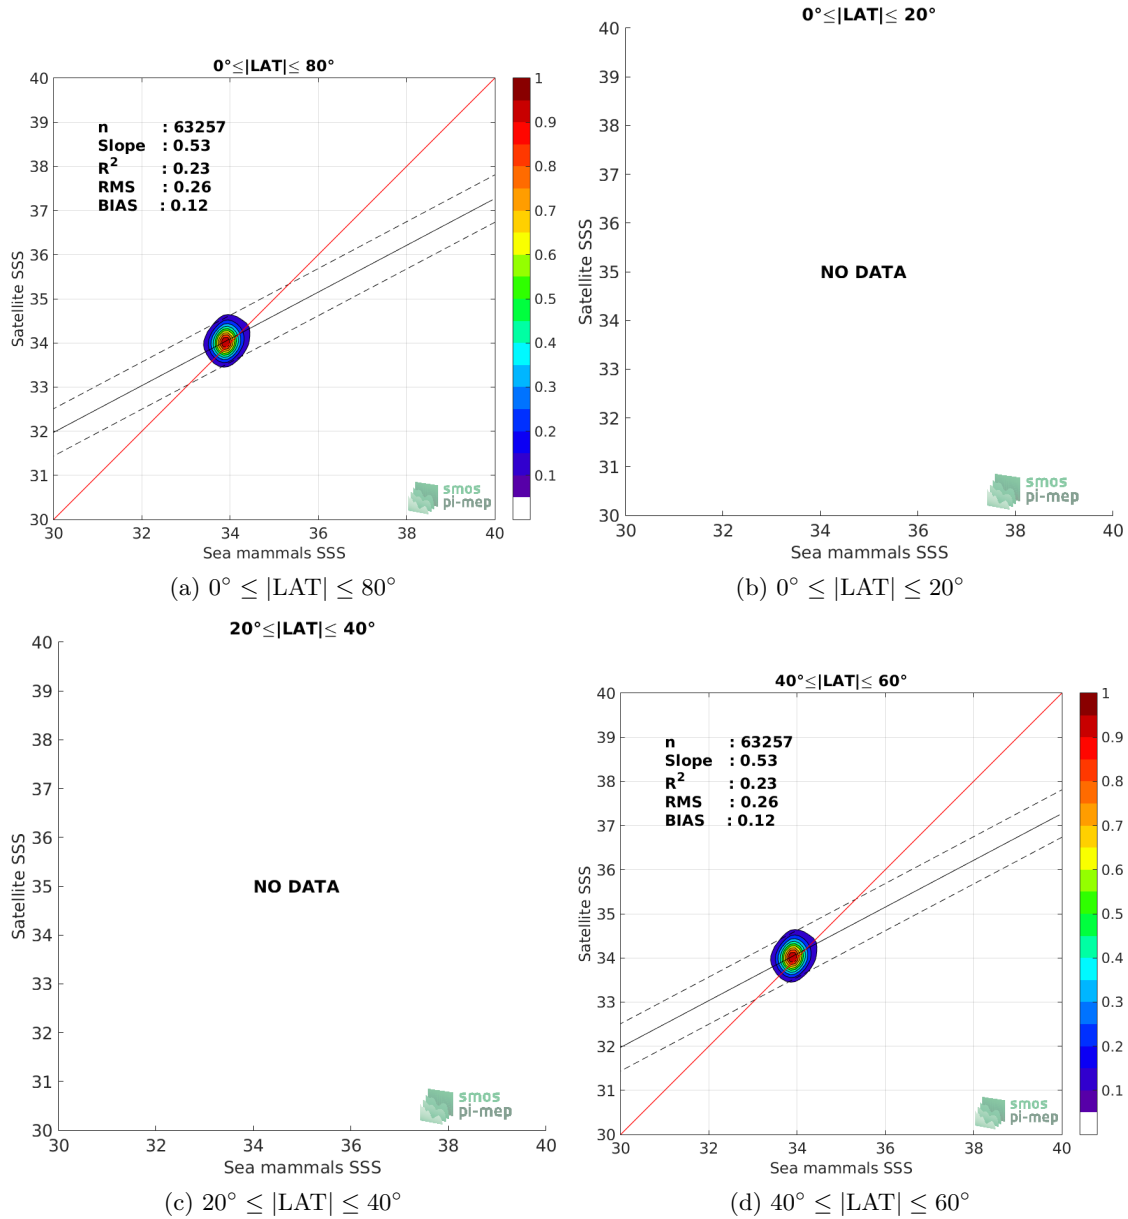 0°≤|LAT|≤ 80°
40
39
38
37
36
35
34
33
32
31
30
Satellite SSS
n : 63257
Slope : 0.53
R² : 0.23
RMS : 0.26
BIAS : 0.12
smos
pi-mep
30 32 34 36 38 40
Sea mammals SSS
1
0.9
0.8
0.7
0.6
0.5
0.4
0.3
0.2
0.1
(a) 0° ≤ |LAT| ≤ 80°
0°≤|LAT|≤ 20°
40
39
38
37
36
35
34
33
32
31
30
Satellite SSS
NO DATA
smos
pi-mep
30 32 34 36 38 40
Sea mammals SSS
(b) 0° ≤ |LAT| ≤ 20°
20°≤|LAT|≤ 40°
40
39
38
37
36
35
34
33
32
31
30
Satellite SSS
NO DATA
smos
pi-mep
30 32 34 36 38 40
Sea mammals SSS
(c) 20° ≤ |LAT| ≤ 40°
40°≤|LAT|≤ 60°
40
39
38
37
36
35
34
33
32
31
30
Satellite SSS
n : 63257
Slope : 0.53
R² : 0.23
RMS : 0.26
BIAS : 0.12
smos
pi-mep
30 32 34 36 38 40
Sea mammals SSS
1
0.9
0.8
0.7
0.6
0.5
0.4
0.3
0.2
0.1
(d) 40° ≤ |LAT| ≤ 60°